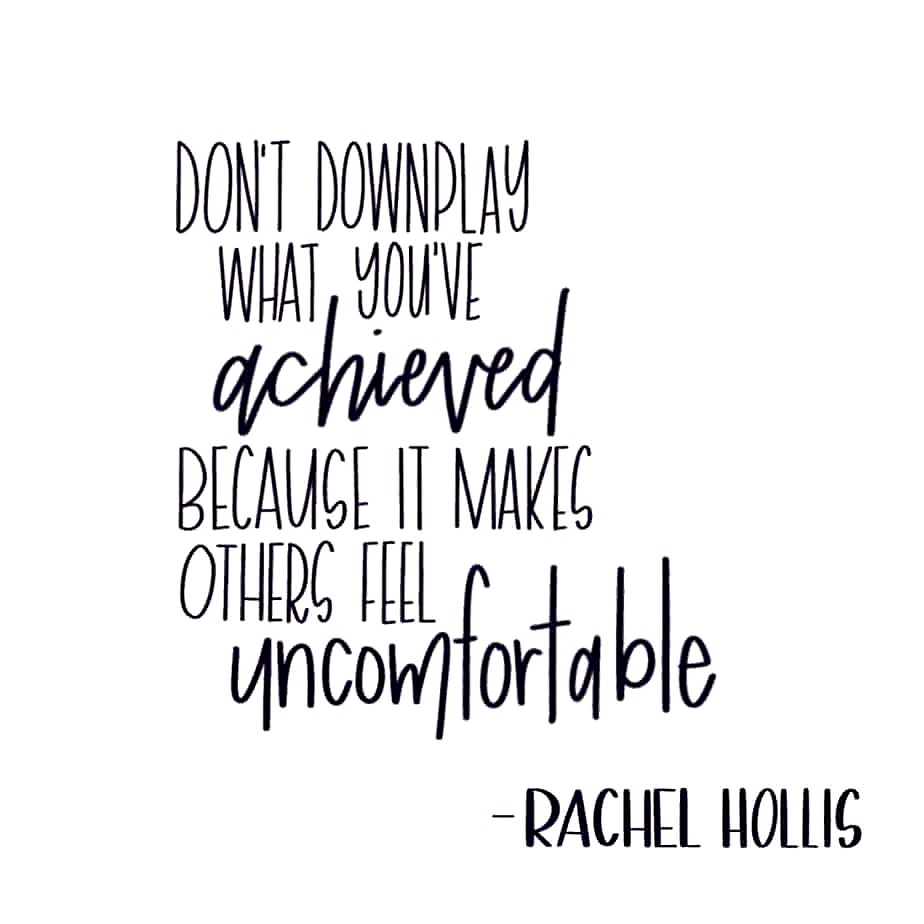 DON'T DOWNPLAY
WHAT YOU'VE
achieved
BECAUSE IT MAKES
OTHERS FEEL
uncomfortable
-RACHEL HOLLIS